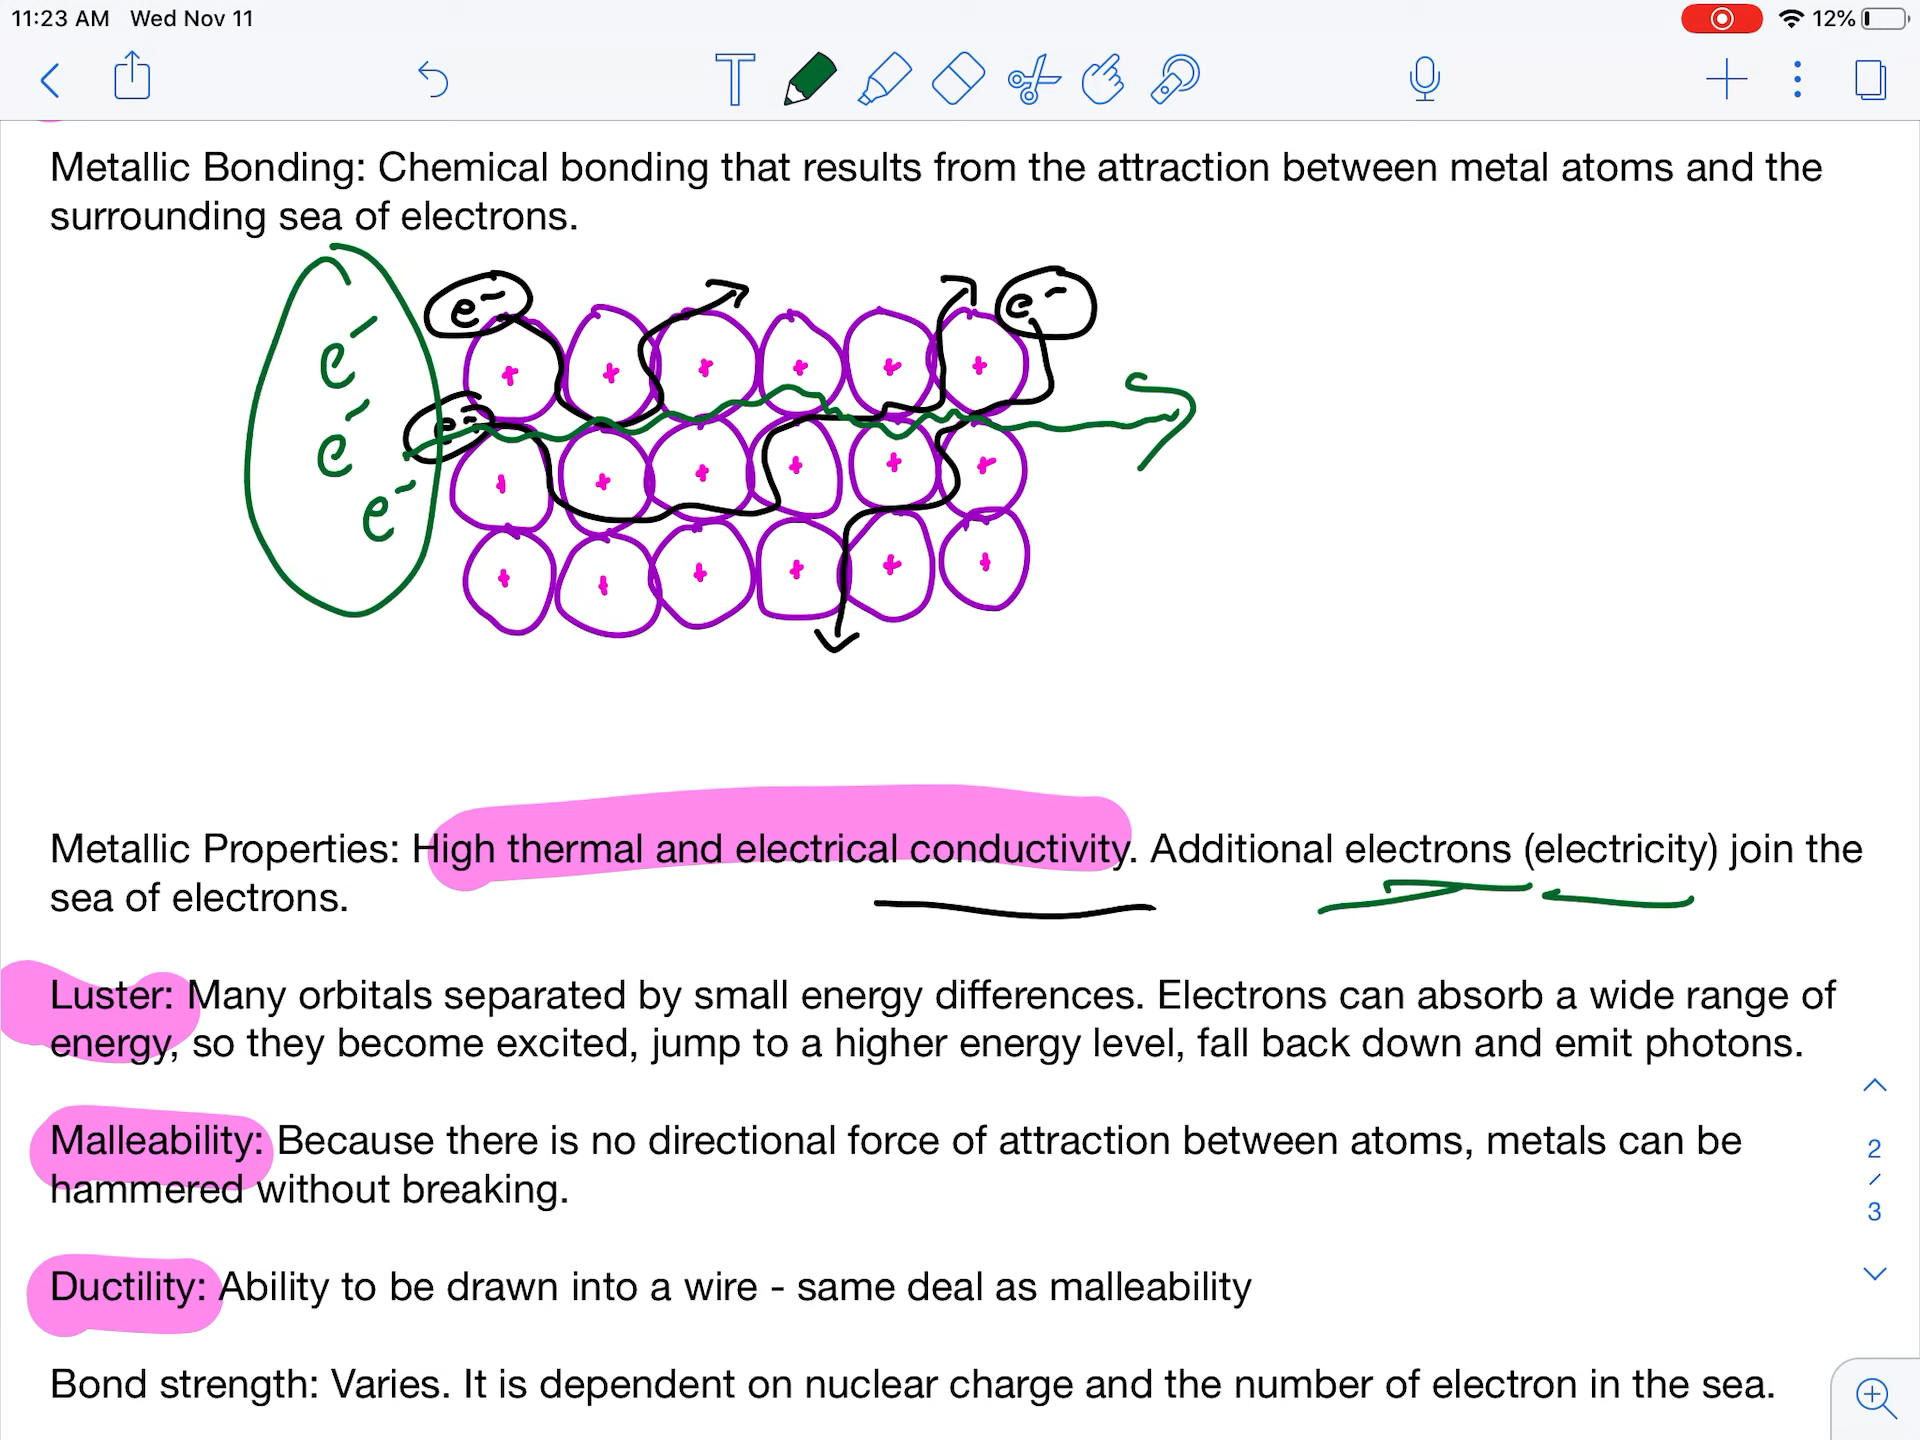 11:23 AM Wed Nov 11
12%
T
Metallic Bonding: Chemical bonding that results from the attraction between metal atoms and the
surrounding sea of electrons.
e⁻ e⁻
e⁻
e⁻
e⁻
e⁻
+ + + + + +
+ + + + + +
+ + + + + +
Metallic Properties: High thermal and electrical conductivity. Additional electrons (electricity) join the
sea of electrons.
Luster: Many orbitals separated by small energy differences. Electrons can absorb a wide range of
energy, so they become excited, jump to a higher energy level, fall back down and emit photons.
Malleability: Because there is no directional force of attraction between atoms, metals can be
hammered without breaking.
Ductility: Ability to be drawn into a wire - same deal as malleability
Bond strength: Varies. It is dependent on nuclear charge and the number of electron in the sea.
2
/
3